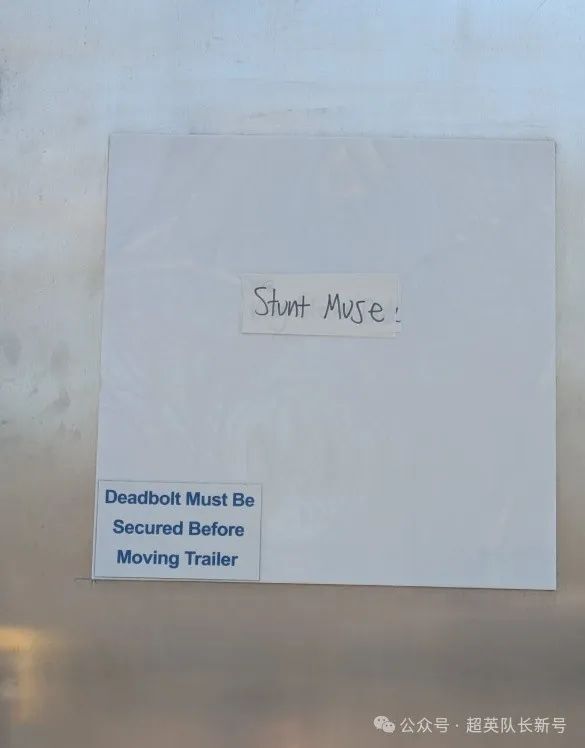 Stunt Muse:
Deadbolt Must Be
Secured Before
Moving Trailer
公众号 · 超英队长新号